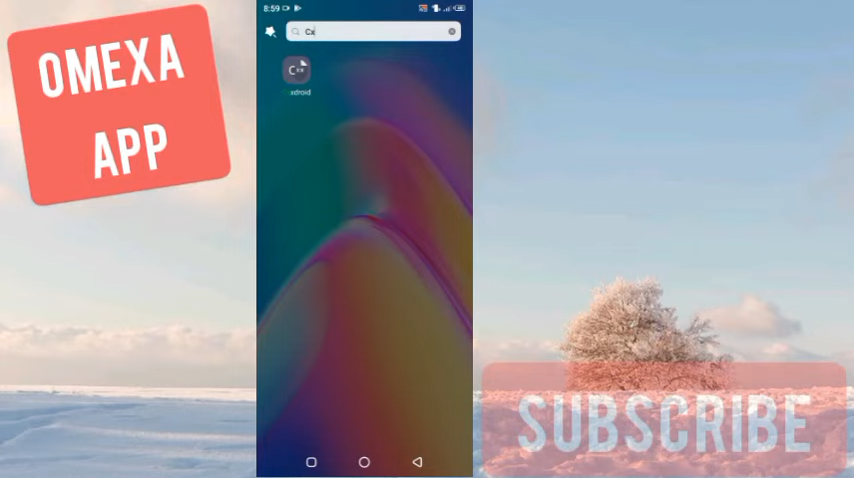 OMEXA
APP
8:59
Cx
C××
xdroid
SUBSCRIBE